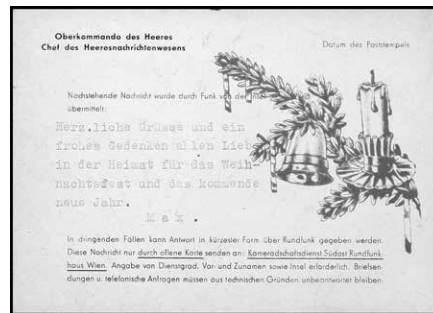 Oberkommando des Heeres
Chef des Heeresnachrichtenwesens
Datum des Poststempels
Nachstehende Nachricht wurde durch Funk von der Insel
übermittelt:
Herz.liche Grüsse und ein
frohes Gedenken allen Lieben
in der Heimat für das Weih-
nachtsfest und das kommende
neue Jahr.
Max.
In dringenden Fällen kann Antwort in kürzester Form über Rundfunk gegeben werden.
Diese Nachricht nur durch offene Karte senden an: Kameradschaftsdienst Südost Rundfunk
haus Wien. Angabe von Dienstgrad, Vor- und Zunamen sowie Insel erforderlich. Briefsen-
dungen u. telefonische Anfragen müssen aus technischen Gründen unbeantwortet bleiben.